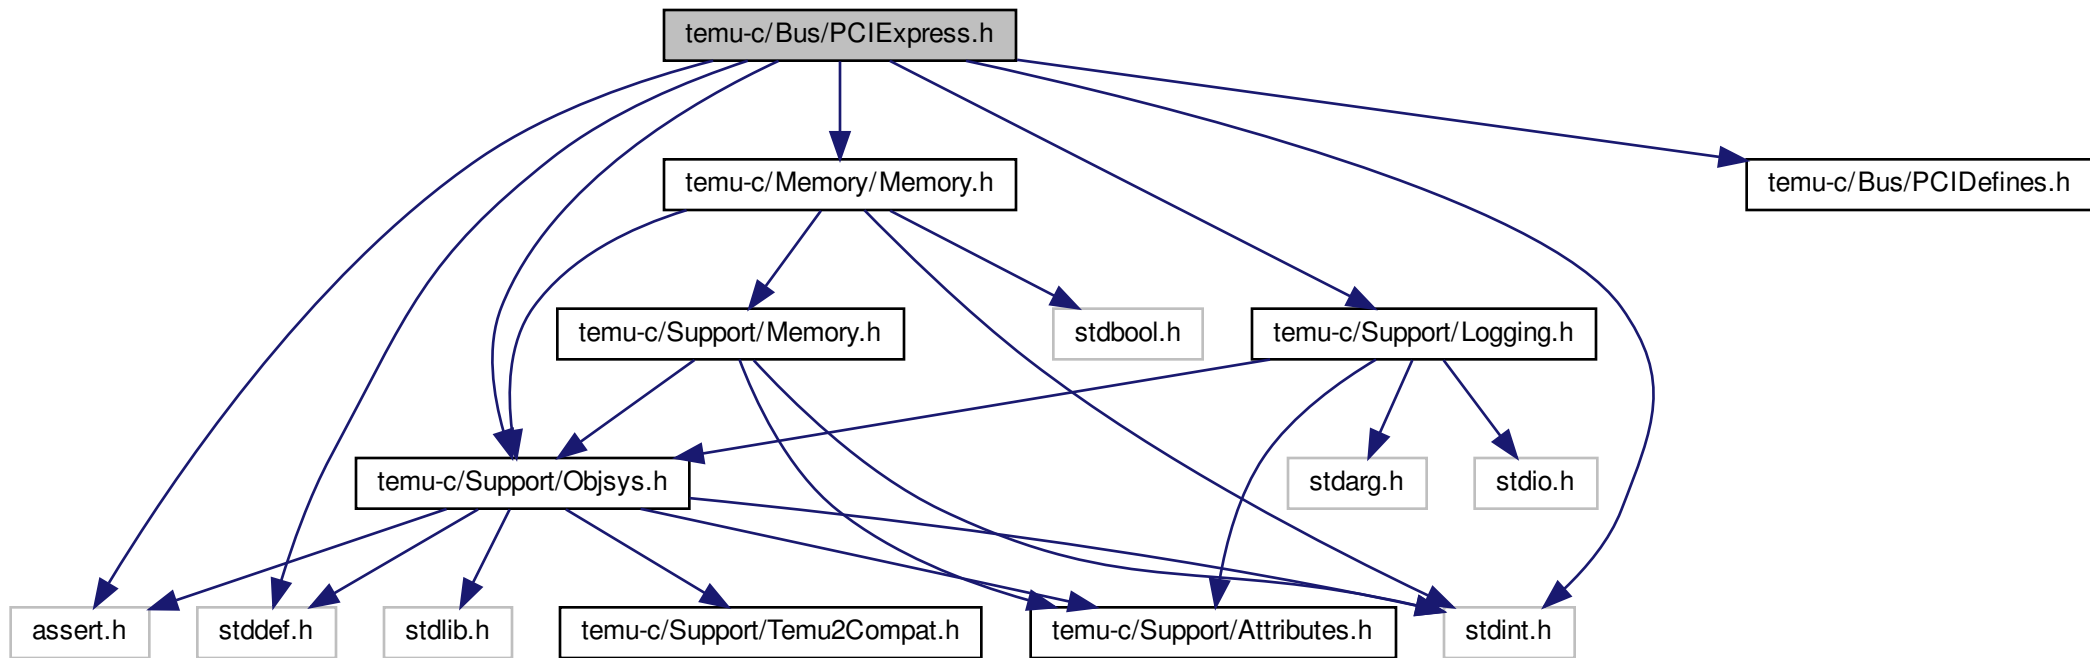 temu-c/Bus/PCIExpress.h
temu-c/Memory/Memory.h
temu-c/Bus/PCIDefines.h
temu-c/Support/Memory.h
stdbool.h
temu-c/Support/Logging.h
temu-c/Support/Objsys.h
stdarg.h
stdio.h
assert.h
stddef.h
stdlib.h
temu-c/Support/Temu2Compat.h
temu-c/Support/Attributes.h
stdint.h